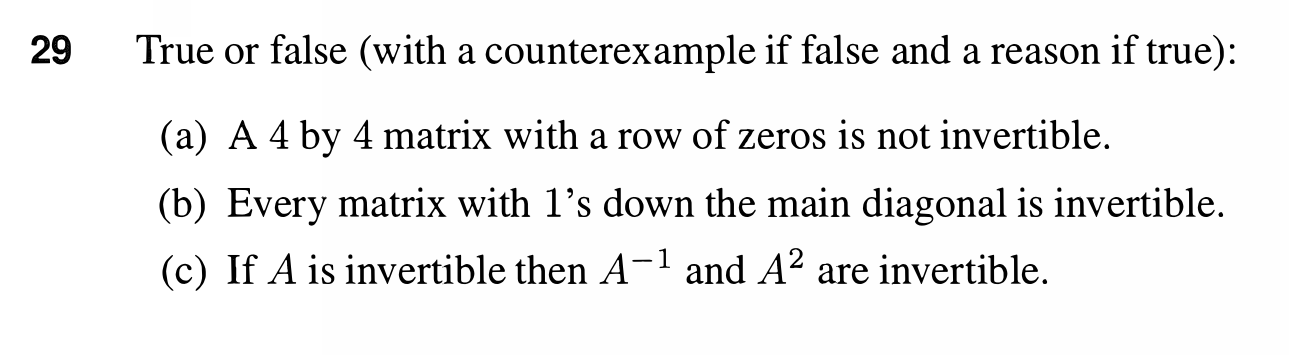 29 True or false (with a counterexample if false and a reason if true):
(a) A 4 by 4 matrix with a row of zeros is not invertible.
(b) Every matrix with 1’s down the main diagonal is invertible.
(c) If A is invertible then A⁻¹ and A² are invertible.